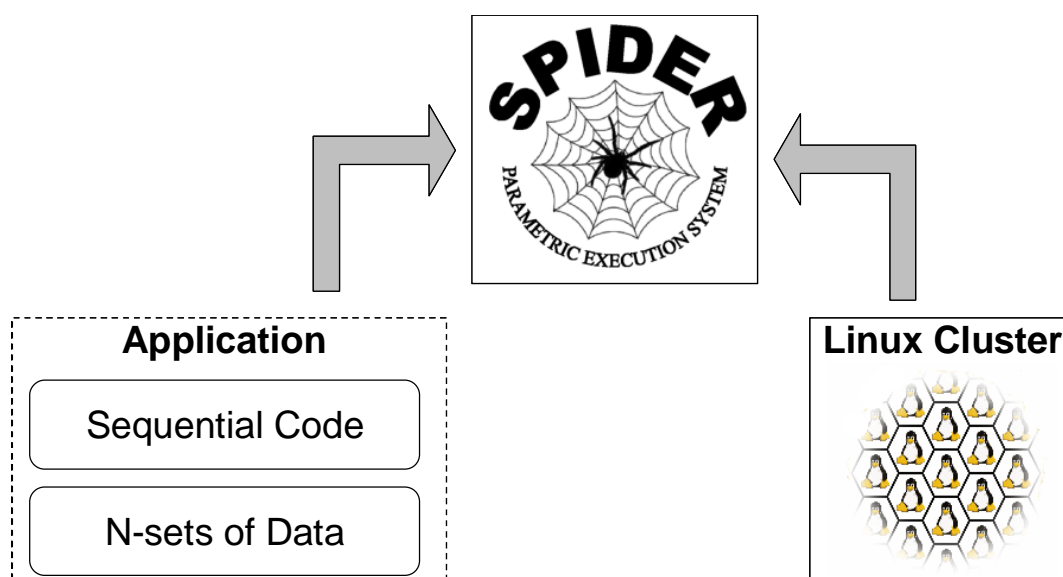 SPIDER
PARAMETRIC EXECUTION SYSTEM
Application
Sequential Code
N-sets of Data
Linux Cluster